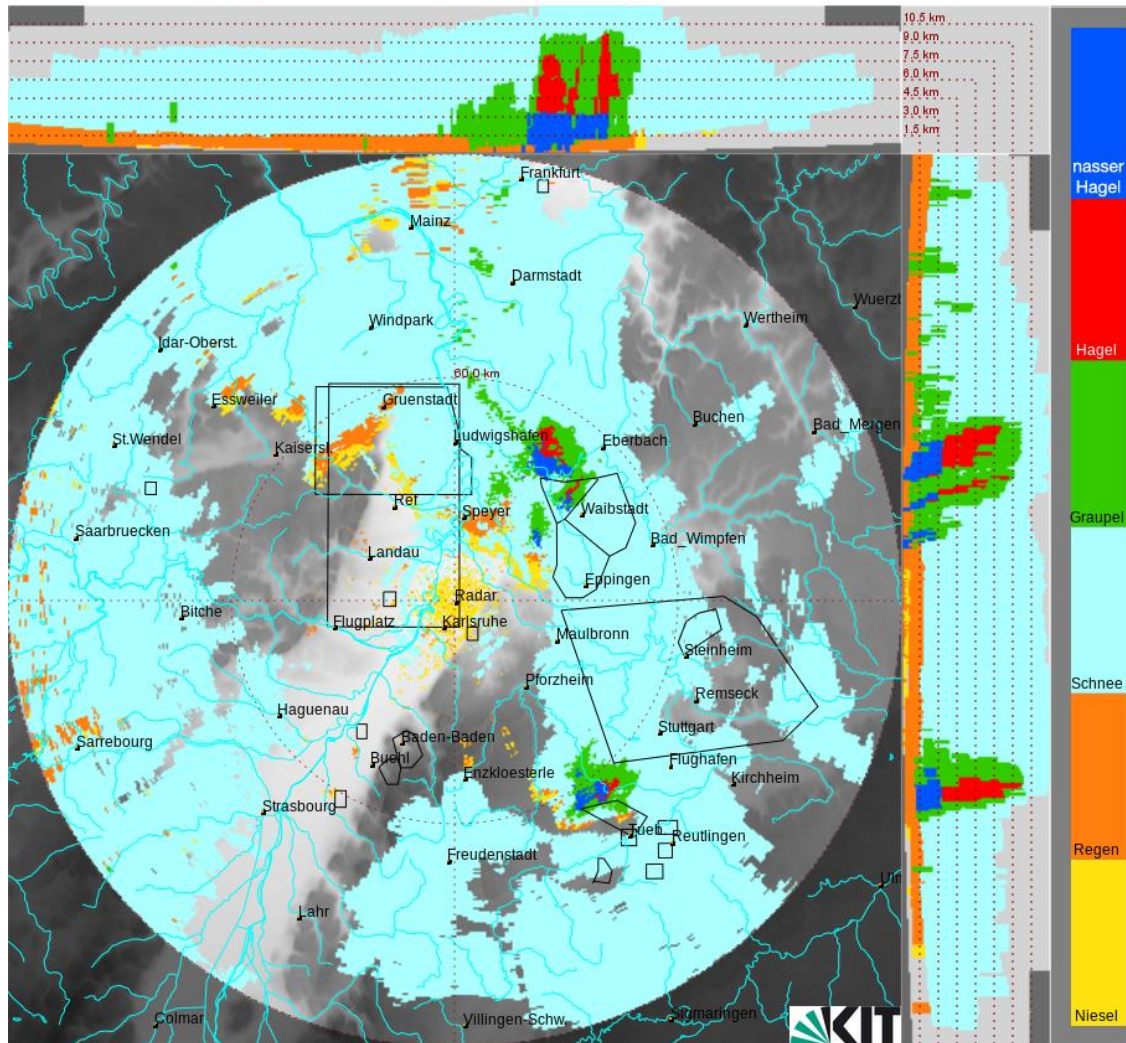 10.5 km
9.0 km
7.5 km
6.0 km
4.5 km
3.0 km
1.5 km
nasser
Hagel
Hagel
Graupel
Schnee
Regen
Niesel
Frankfurt
Mainz
Darmstadt
Wuerzb
Windpark
Wertheim
Idar-Oberst.
60.0 km
Essweiler
Gruenstadt
Buchen
Bad_Mergen
St.Wendel
Kaisersl.
Ludwigshafen
Eberbach
Ref
Speyer
Waibstadt
Saarbruecken
Landau
Bad_Wimpfen
Eppingen
Radar
Bitche
Flugplatz
Karlsruhe
Maulbronn
Steinheim
Pforzheim
Remseck
Haguenau
Stuttgart
Sarrebourg
Baden-Baden
Buehl
Enzkloesterle
Flughafen
Kirchheim
Strasbourg
Tueb
Reutlingen
Freudenstadt
Ulm
Lahr
Colmar
Villingen-Schw.
Sigmaringen
KIT